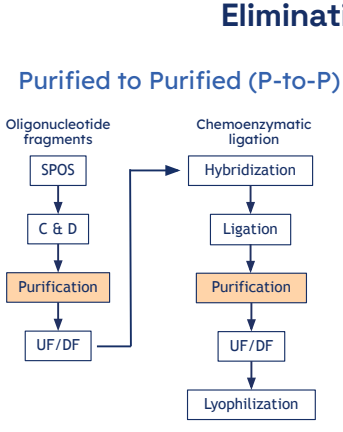 Eliminati
Purified to Purified (P-to-P)
Oligonucleotide
fragments
SPOS
C & D
Purification
UF/DF
Chemoenzymatic
ligation
Hybridization
Ligation
Purification
UF/DF
Lyophilization